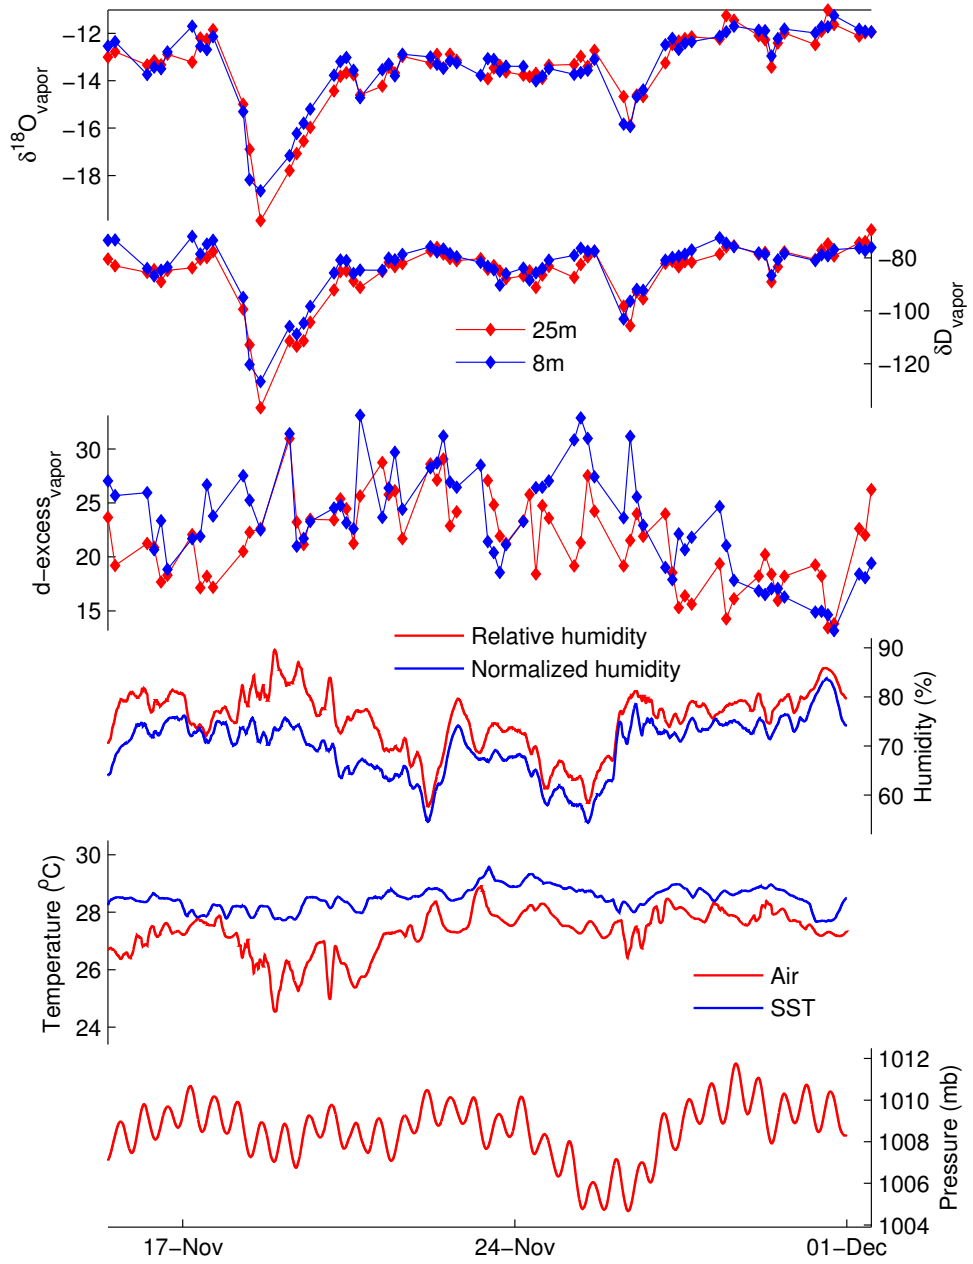 −12
−14
−16
−18
δ18Ovapor
−80
−100
−120
δDvapor
25m
8m
30
25
20
15
d−excessvapor
Relative humidity
Normalized humidity
90
80
70
60
Humidity (%)
30
28
26
24
Temperature (⁰C)
Air
SST
1012
1010
1008
1006
1004
Pressure (mb)
17−Nov
24−Nov
01−Dec